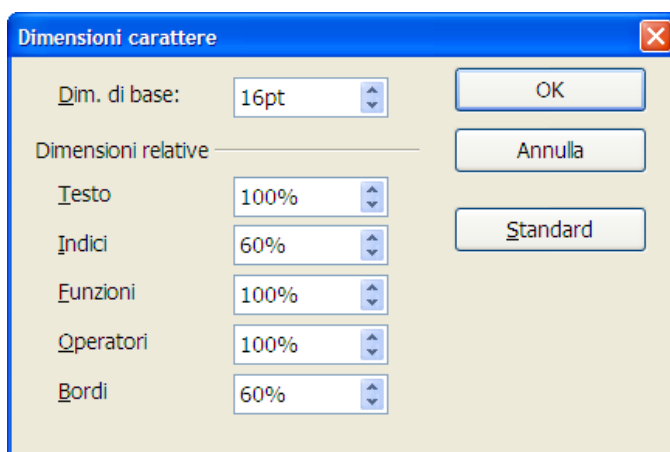 Dimensioni carattere
Dim. di base: 16pt OK
Dimensioni relative Annulla
Testo 100%
Indici 60% Standard
Funzioni 100%
Operatori 100%
Bordi 60%